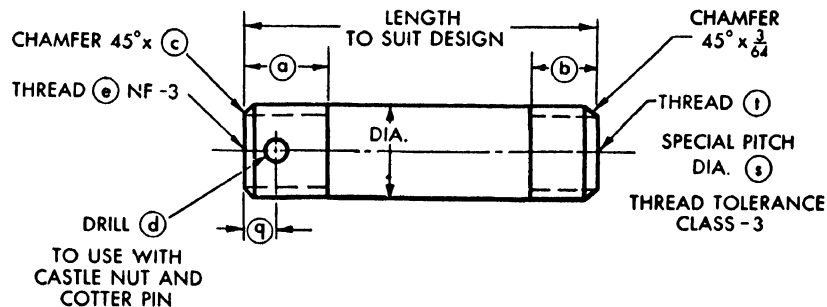 LENGTH
TO SUIT DESIGN
CHAMFER
45° x 3/64
CHAMFER 45° x c
a
b
THREAD e NF -3
THREAD t
DIA.
SPECIAL PITCH
DIA. s
THREAD TOLERANCE
CLASS -3
DRILL d
q
TO USE WITH
CASTLE NUT AND
COTTER PIN